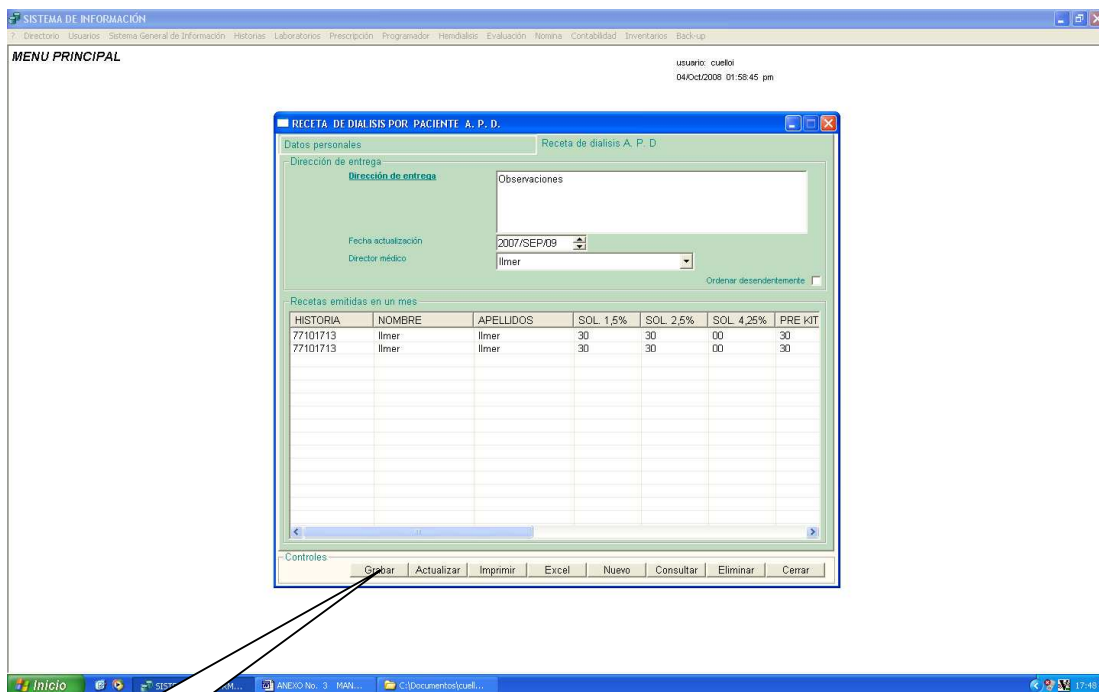 SISTEMA DE INFORMACIÓN
? Directorio Usuarios Sistema General de Información Historias Laboratorios Prescripción Programador Hemdialisis Evaluación Nomina Contabilidad Inventarios Back-up
MENU PRINCIPAL
usuario: cuelloi
04/Oct/2008 01:58:45 pm
RECETA DE DIALISIS POR PACIENTE A. P. D.
Datos personales Receta de dialisis A. P. D
Dirección de entrega
Dirección de entrega Observaciones
Fecha actualización 2007/SEP/09
Director médico Ilmer
Ordenar desendentemente
Recetas emitidas en un mes
HISTORIA NOMBRE APELLIDOS SOL. 1,5% SOL. 2,5% SOL. 4,25% PRE KIT
77101713 Ilmer Ilmer 30 30 00 30
77101713 Ilmer Ilmer 30 30 00 30
Controles
Grabar Actualizar Imprimir Excel Nuevo Consultar Eliminar Cerrar
Inicio ANEXO No. 3 MAN... C:\Documentos\cuell... 17:48